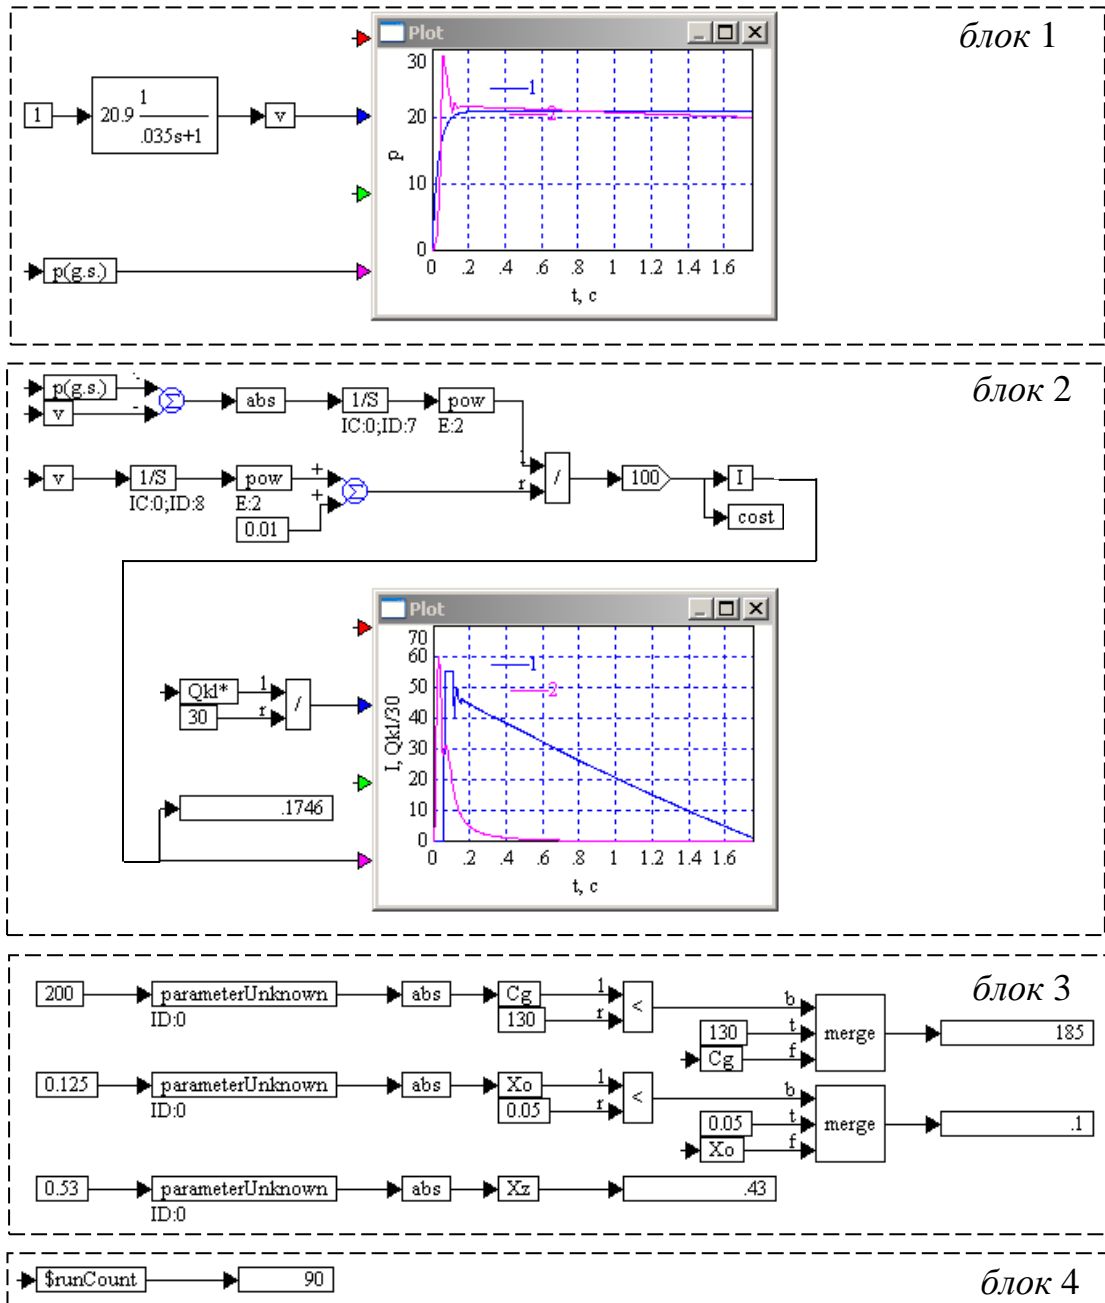 блок 1
Plot
1
20.9 1
.035s+1
v
p(g.s.)
30
20
10
0
p
1
2
0 .2 .4 .6 .8 1 1.2 1.4 1.6
t, c
блок 2
p(g.s.)
v
-
-
Σ
abs
1/S
IC:0;ID:7
pow
E:2
v
1/S
IC:0;ID:8
pow
E:2
0.01
+
+
Σ
l
r
/
100
I
cost
Plot
Qkl*
30
l
r
/
.1746
70
60
50
40
30
20
10
0
I, Qkl/30
1
2
0 .2 .4 .6 .8 1 1.2 1.4 1.6
t, c
блок 3
200
parameterUnknown
ID:0
abs
Cg
130
l
r
<
130
Cg
b
t
f
merge
185
0.125
parameterUnknown
ID:0
abs
Xo
0.05
l
r
<
0.05
Xo
b
t
f
merge
.1
0.53
parameterUnknown
ID:0
abs
Xz
.43
блок 4
$runCount
90